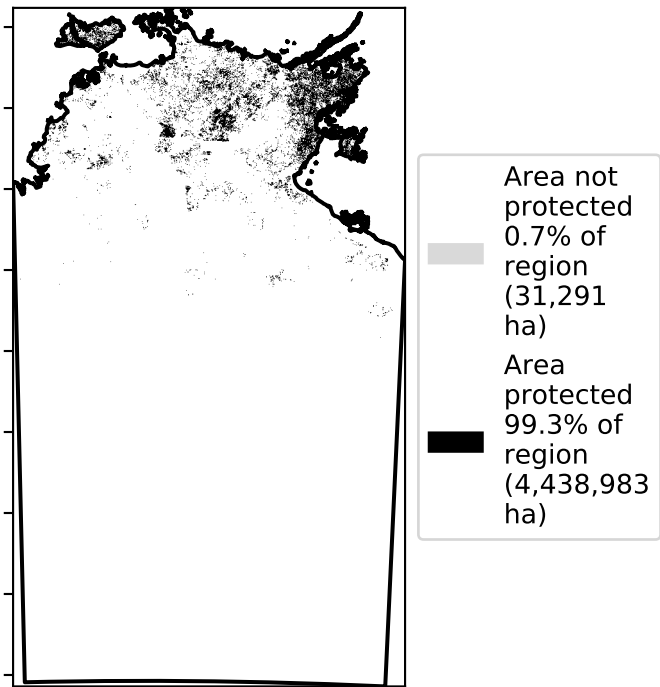 Area not
protected
0.7% of
region
(31,291
ha)
Area
protected
99.3% of
region
(4,438,983
ha)